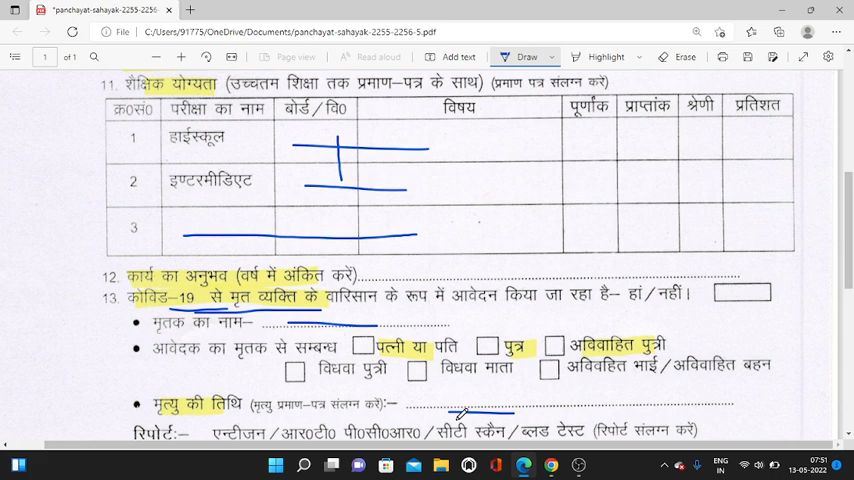 *panchayat-sahayak-2255-2256-
File
C:/Users/91775/OneDrive/Documents/panchayat-sahayak-2255-2256-5.pdf
1 of 1
Read aloud
Add text
Draw
Highlight
Erase
11. शैक्षिक योग्यता (उच्चतम शिक्षा तक प्रमाण–पत्र के साथ) (प्रमाण पत्र संलग्न करें)
क्र0सं0 परीक्षा का नाम बोर्ड/वि0 विषय पूर्णांक प्राप्तांक श्रेणी प्रतिशत
1 हाईस्कूल
2 इण्टरमीडिएट
3
12. कार्य का अनुभव (वर्ष में अंकित करें)
13. कोविड–19 से मृत व्यक्ति के वारिसान के रूप में आवेदन किया जा रहा है– हां/नहीं।
• मृतक का नाम–
• आवेदक का मृतक से सम्बन्ध पत्नी या पति पुत्र अविवाहित पुत्री
विधवा पुत्री विधवा माता अविवहित भाई/अविवाहित बहन
• मृत्यु की तिथि (मृत्यु प्रमाण–पत्र संलग्न करें):–
रिपोर्ट:– एन्टीजन/आर0टी0 पी0सी0आर0/सीटी स्कैन/ब्लड टेस्ट (रिपोर्ट संलग्न करें)
ENG
IN
07:51
13-05-2022